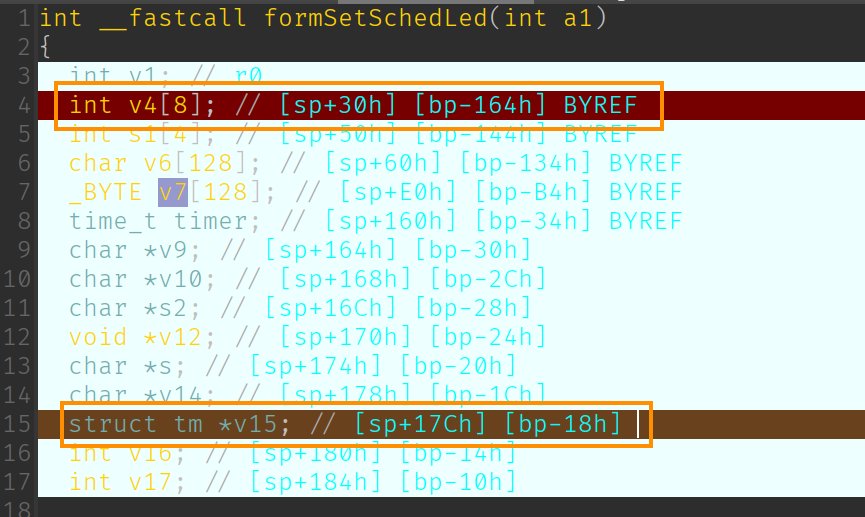 1 int __fastcall formSetSchedLed(int a1)
2 {
3 int v1; // r0
4 int v4[8]; // [sp+30h] [bp-164h] BYREF
5 int s1[4]; // [sp+50h] [bp-144h] BYREF
6 char v6[128]; // [sp+60h] [bp-134h] BYREF
7 _BYTE v7[128]; // [sp+E0h] [bp-B4h] BYREF
8 time_t timer; // [sp+160h] [bp-34h] BYREF
9 char *v9; // [sp+164h] [bp-30h]
10 char *v10; // [sp+168h] [bp-2Ch]
11 char *s2; // [sp+16Ch] [bp-28h]
12 void *v12; // [sp+170h] [bp-24h]
13 char *s; // [sp+174h] [bp-20h]
14 char *v14; // [sp+178h] [bp-1Ch]
15 struct tm *v15; // [sp+17Ch] [bp-18h]
16 int v16; // [sp+180h] [bp-14h]
17 int v17; // [sp+184h] [bp-10h]
18